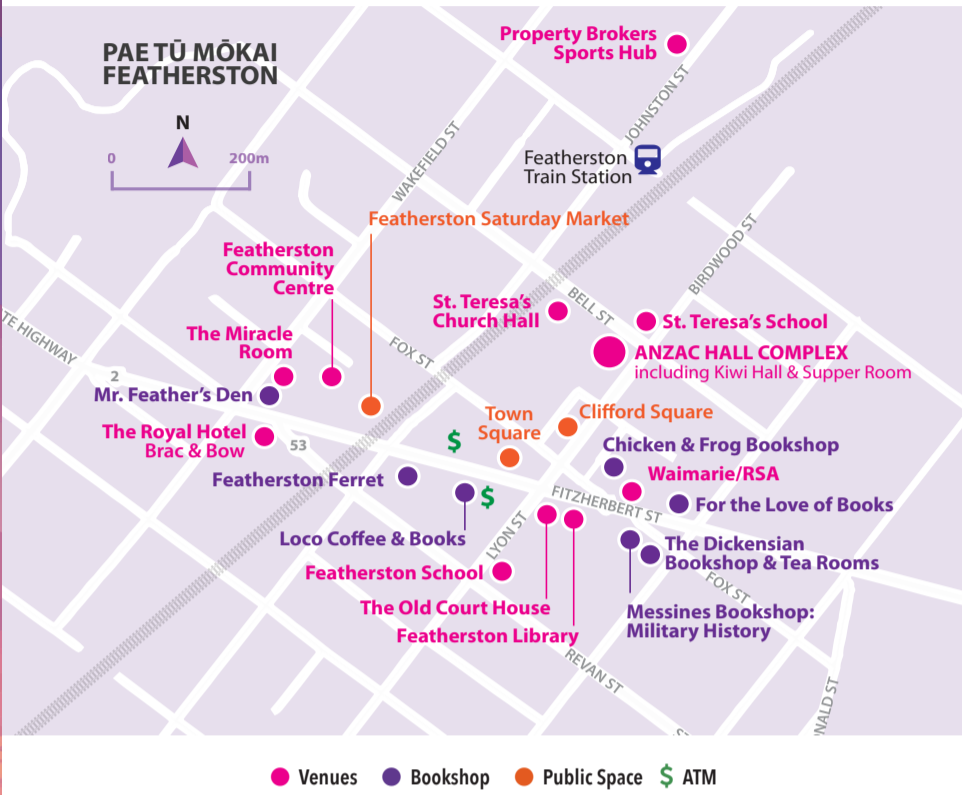 PAE TŪ MŌKAI
FEATHERSTON
N
0
200m
Property Brokers
Sports Hub
JOHNSTON ST
Featherston
Train Station
WAKEFIELD ST
Featherston Saturday Market
BIRDWOOD ST
Featherston
Community
Centre
St. Teresa's
Church Hall
BELL ST
St. Teresa's School
ANZAC HALL COMPLEX
including Kiwi Hall & Supper Room
TE HIGHWAY
2
The Miracle
Room
FOX ST
Mr. Feather's Den
The Royal Hotel
Brac & Bow
53
Town
Square
Clifford Square
$
Chicken & Frog Bookshop
Waimarie/RSA
Featherston Ferret
For the Love of Books
$
FITZHERBERT ST
Loco Coffee & Books
LYON ST
The Dickensian
Bookshop & Tea Rooms
FOX ST
Featherston School
The Old Court House
Featherston Library
Messines Bookshop:
Military History
REVAN ST
ST
NALD ST
Venues
Bookshop
Public Space
$ ATM